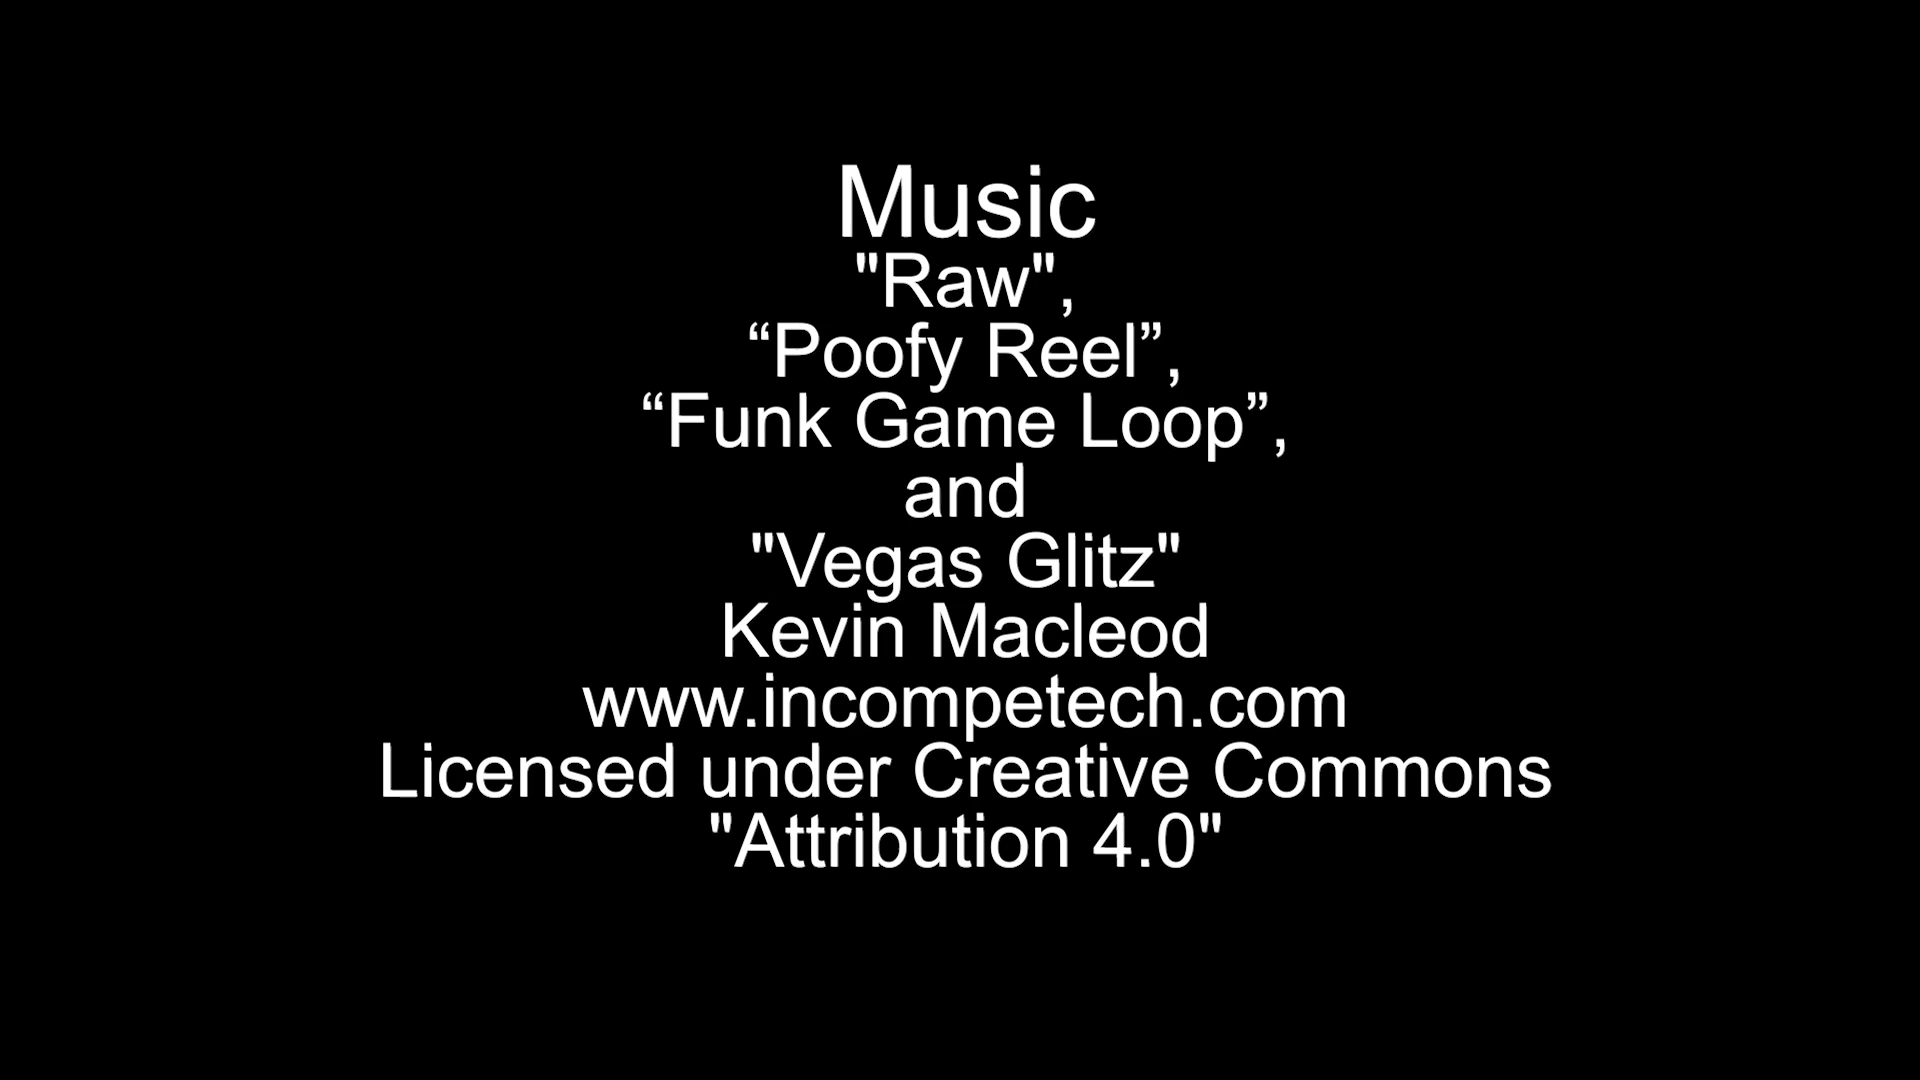 Music
"Raw",
“Poofy Reel”,
“Funk Game Loop”,
and
"Vegas Glitz"
Kevin Macleod
www.incompetech.com
Licensed under Creative Commons
"Attribution 4.0"